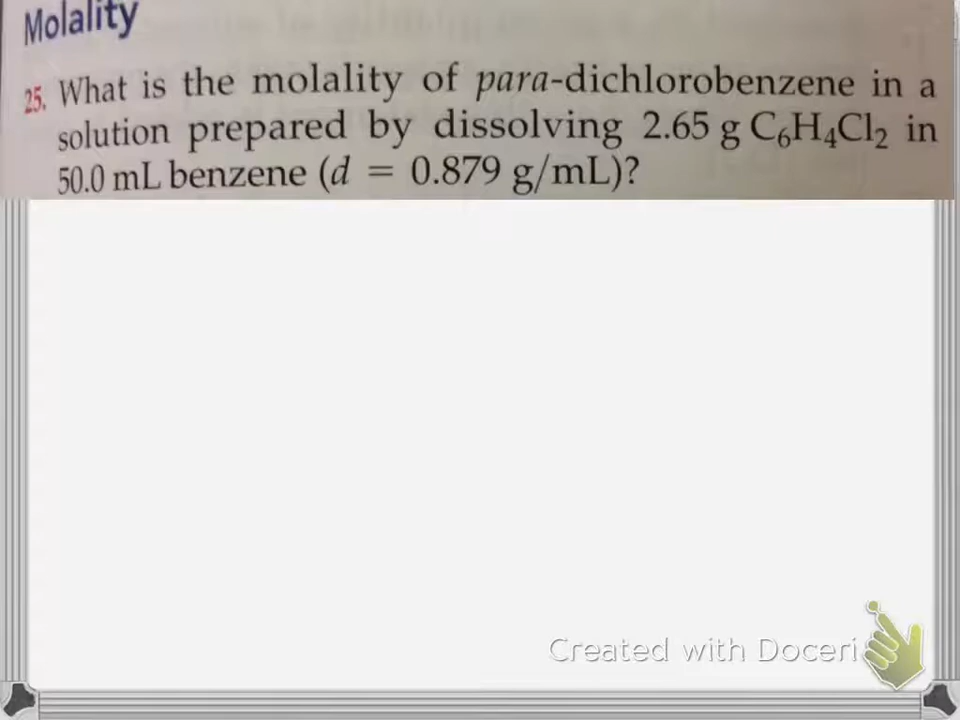 Molality
25. What is the molality of para-dichlorobenzene in a
solution prepared by dissolving 2.65 g C₆H₄Cl₂ in
50.0 mL benzene (d = 0.879 g/mL)?
Created with Doceri